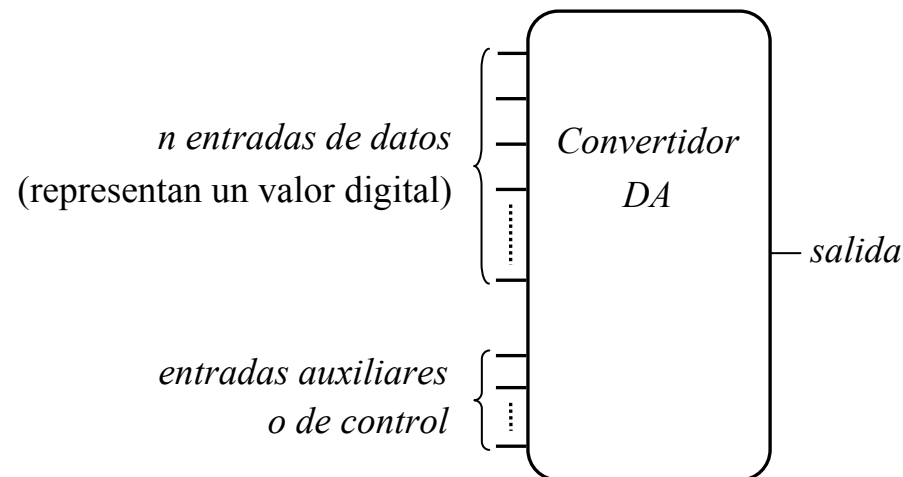 n entradas de datos
(representan un valor digital)
Convertidor
DA
salida
entradas auxiliares
o de control